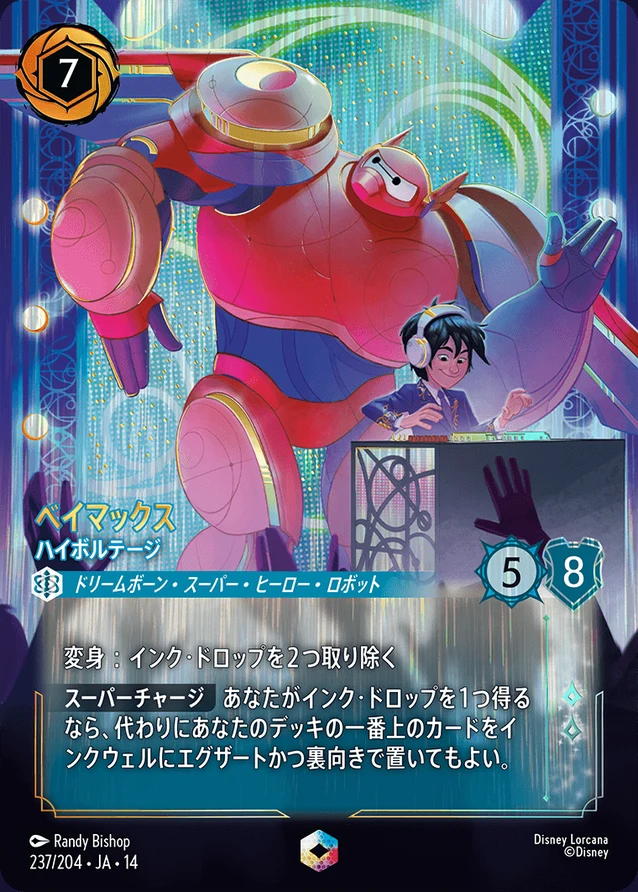 7
ベイマックス
ハイボルテージ
ドリームボーン・スーパー・ヒーロー・ロボット
5
8
変身：インク・ドロップを2つ取り除く
スーパーチャージ あなたがインク・ドロップを1つ得る
なら、代わりにあなたのデッキの一番上のカードをイ
ンクウェルにエグザートかつ裏向きで置いてもよい。
Randy Bishop
Disney Lorcana
237/204・JA・14
©Disney